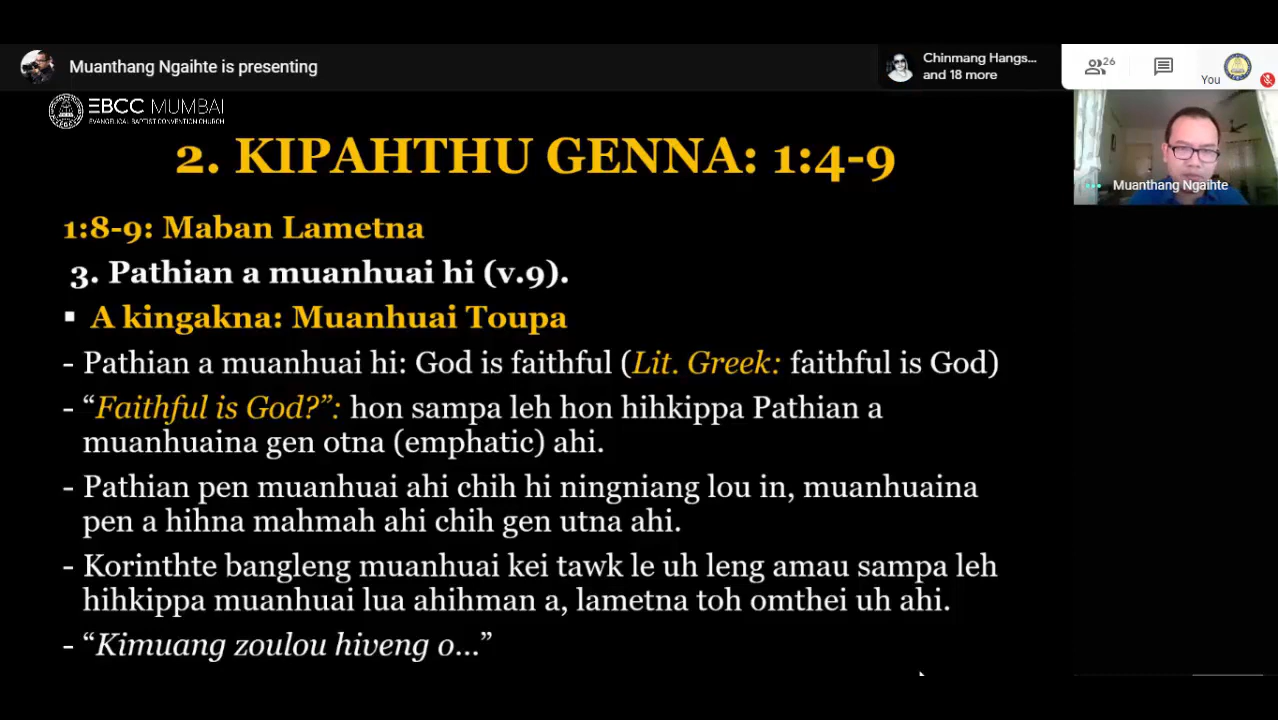 Muanthang Ngaihte is presenting
Chinmang Hangs...
and 18 more
26
You
EBCC MUMBAI
EVANGELICAL BAPTIST CONVENTION CHURCH
Muanthang Ngaihte
2. KIPAHTHU GENNA: 1:4-9
1:8-9: Maban Lametna
3. Pathian a muanhuai hi (v.9).
▪ A kingakna: Muanhuai Toupa
- Pathian a muanhuai hi: God is faithful (Lit. Greek: faithful is God)
- “Faithful is God?”: hon sampa leh hon hihkippa Pathian a
muanhuaina gen otna (emphatic) ahi.
- Pathian pen muanhuai ahi chih hi ningniang lou in, muanhuaina
pen a hihna mahmah ahi chih gen utna ahi.
- Korinthte bangleng muanhuai kei tawk le uh leng amau sampa leh
hihkippa muanhuai lua ahihman a, lametna toh omthei uh ahi.
- “Kimuang zoulou hiveng o...”